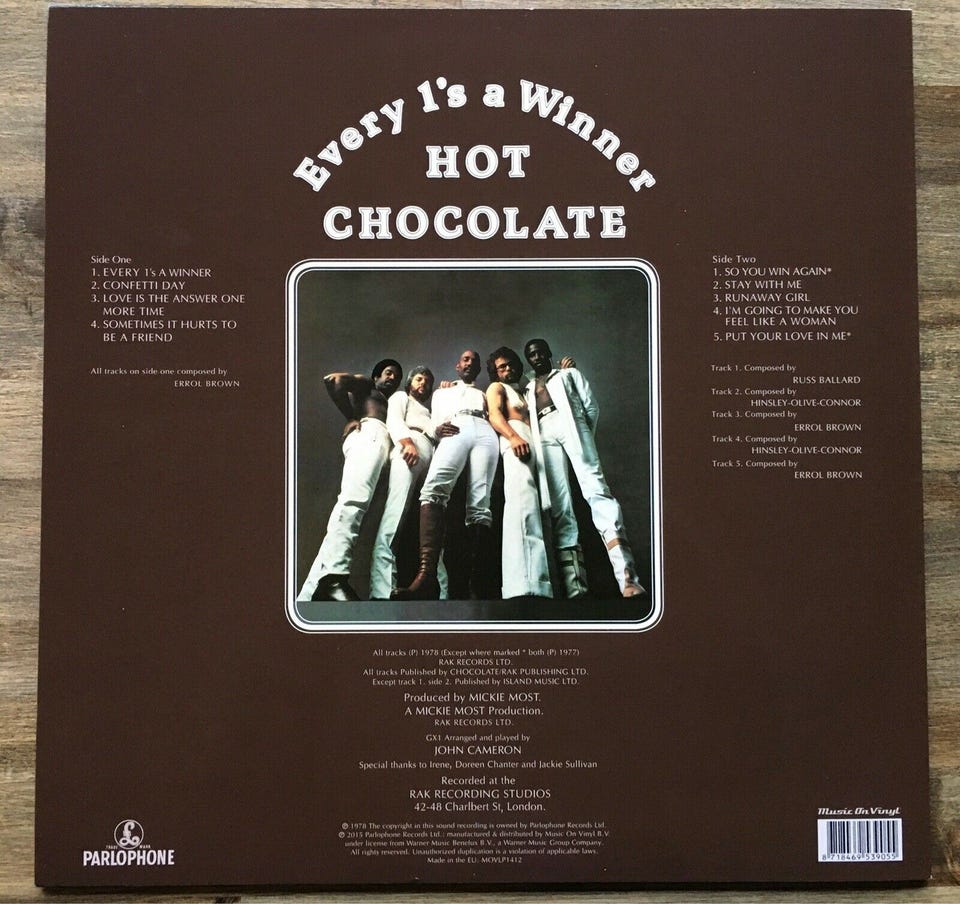 Every 1's a Winner
HOT
CHOCOLATE
Side One
1. EVERY 1's A WINNER
2. CONFETTI DAY
3. LOVE IS THE ANSWER ONE
MORE TIME
4. SOMETIMES IT HURTS TO
BE A FRIEND
All tracks on side one composed by
ERROL BROWN
Side Two
1. SO YOU WIN AGAIN*
2. STAY WITH ME
3. RUNAWAY GIRL
4. I'M GOING TO MAKE YOU
FEEL LIKE A WOMAN
5. PUT YOUR LOVE IN ME*
Track 1. Composed by
RUSS BALLARD
Track 2. Composed by
HINSLEY-OLIVE-CONNOR
Track 3. Composed by
ERROL BROWN
Track 4. Composed by
HINSLEY-OLIVE-CONNOR
Track 5. Composed by
ERROL BROWN
All tracks (P) 1978 (Except where marked * both (P) 1977)
RAK RECORDS LTD.
All tracks Published by CHOCOLATE/RAK PUBLISHING LTD.
Except track 1. side 2. Published by ISLAND MUSIC LTD.
Produced by MICKIE MOST.
A MICKIE MOST Production.
RAK RECORDS LTD.
GX1 Arranged and played by
JOHN CAMERON
Special thanks to Irene, Doreen Chanter and Jackie Sullivan
Recorded at the
RAK RECORDING STUDIOS
42-48 Charlbert St, London.
℗ 1978 The copyright in this sound recording is owned by Parlophone Records Ltd.
℗ 2015 Parlophone Records Ltd.: manufactured & distributed by Music On Vinyl B.V.
under license from Warner Music Benelux B.V., a Warner Music Group Company.
All rights reserved. Unauthorized duplication is a violation of applicable laws.
Made in the EU: MOVLP1412
TRADE MARK
PARLOPHONE
Music On Vinyl
8 718469 539055